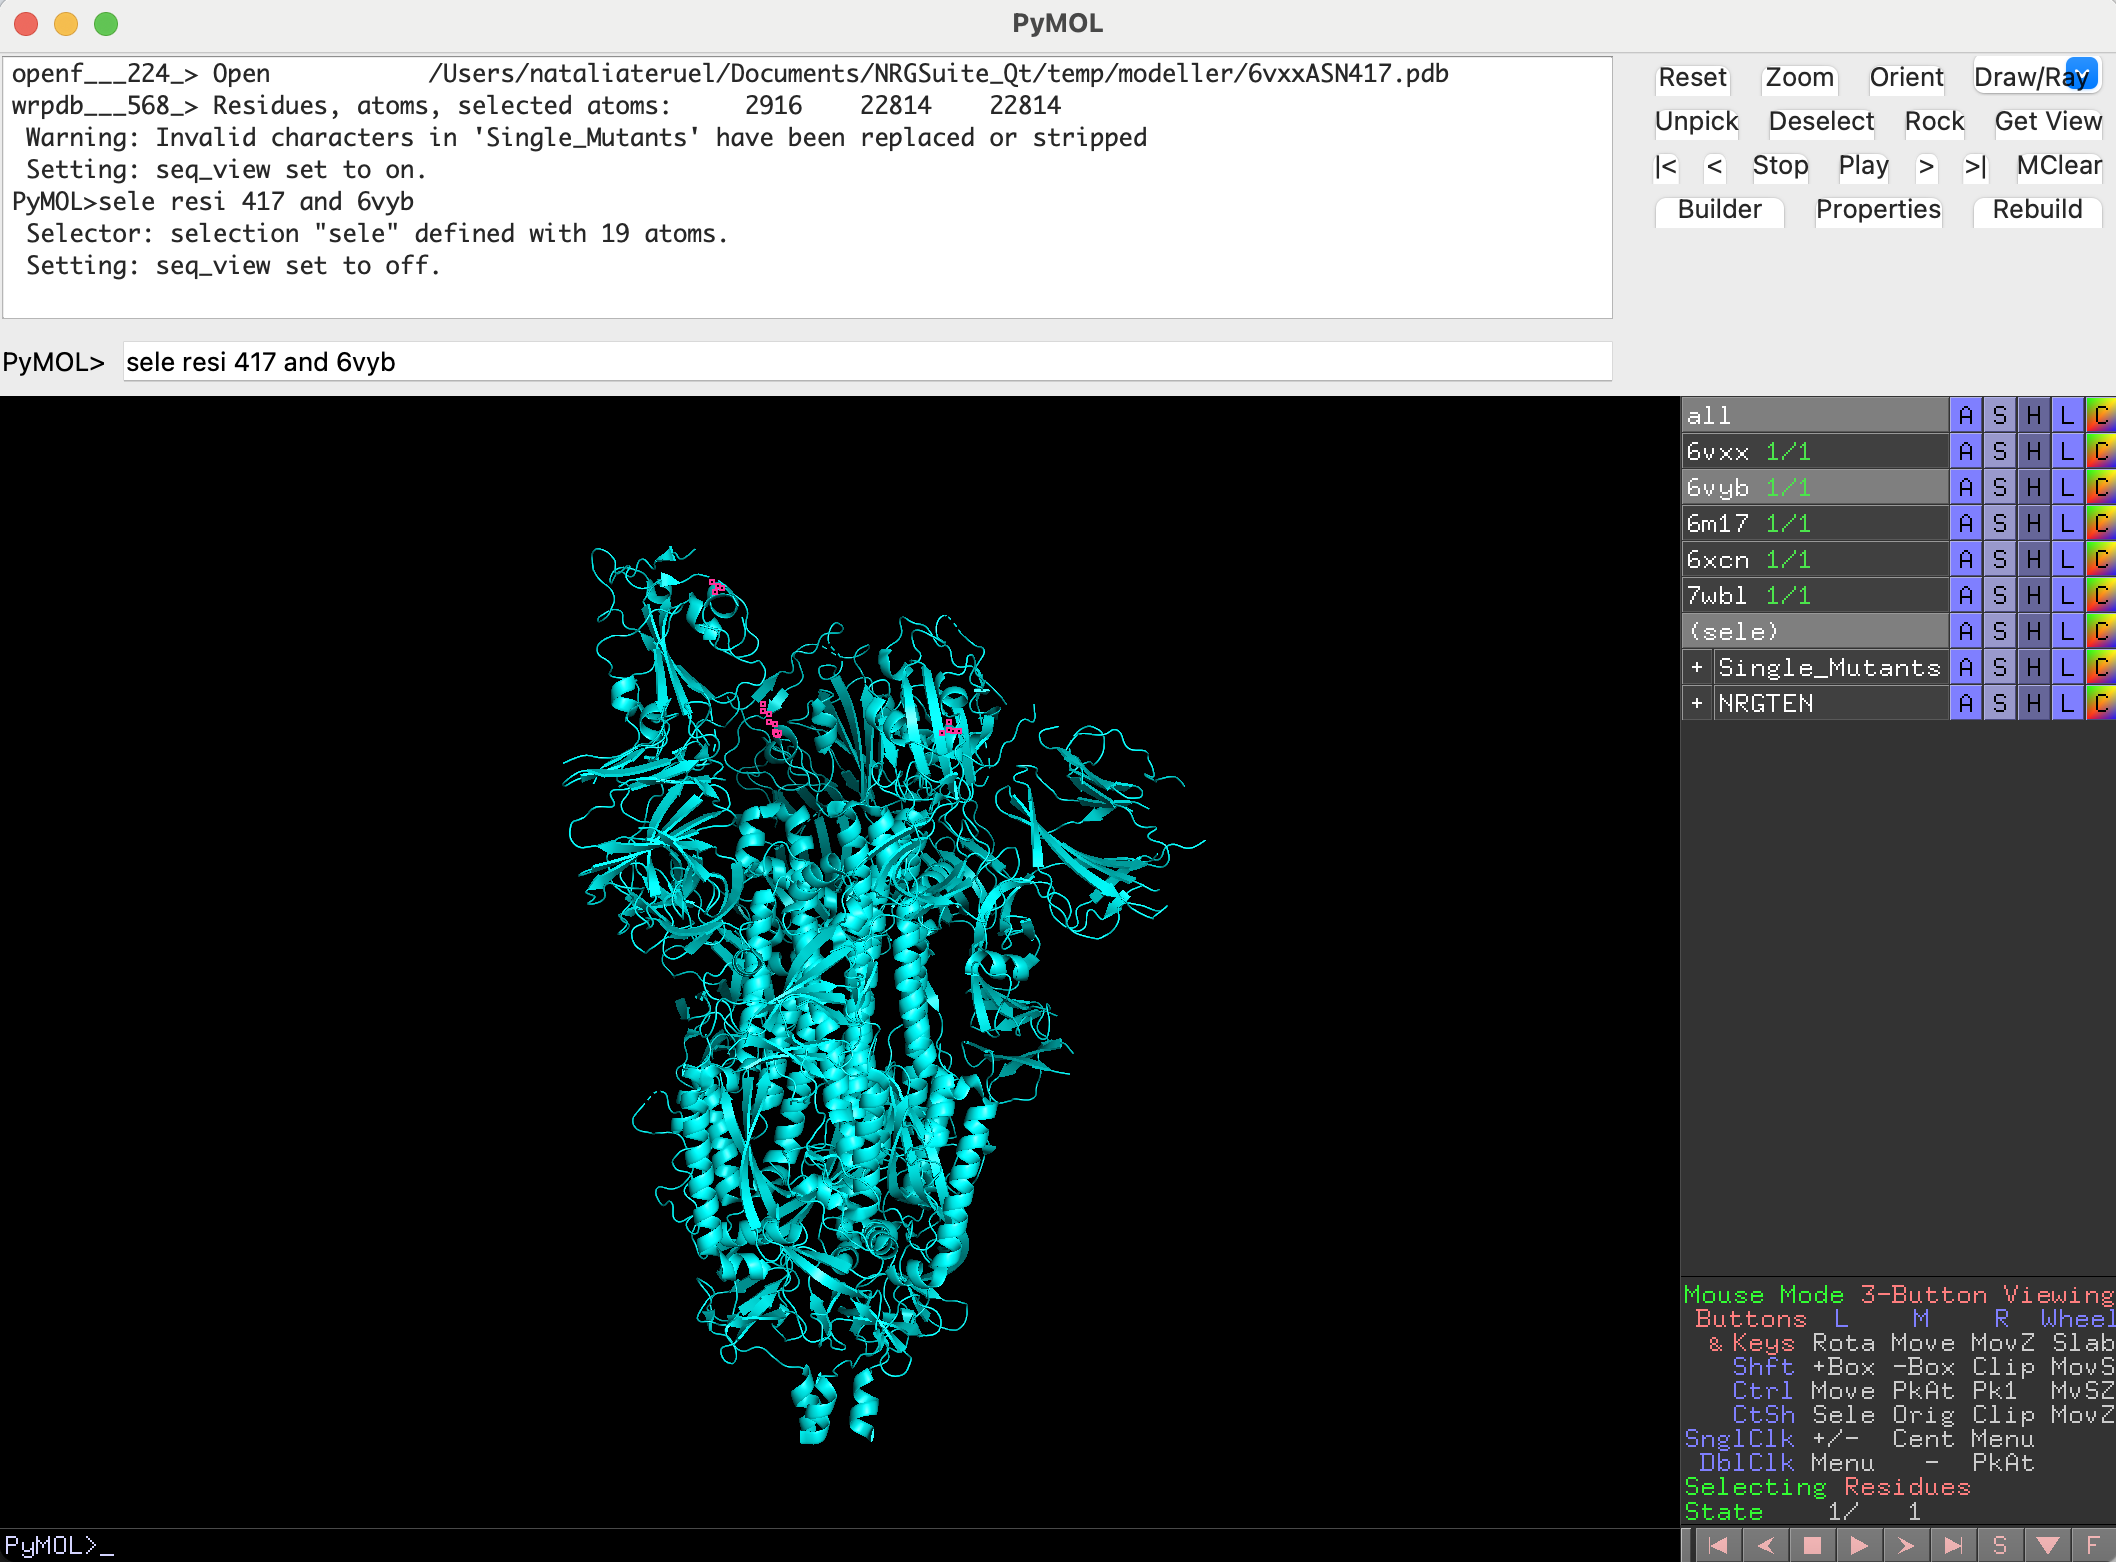 PyMOL
openf___224_> Open /Users/nataliateruel/Documents/NRGSuite_Qt/temp/modeller/6vxxASN417.pdb
wrpdb___568_> Residues, atoms, selected atoms: 2916 22814 22814
Warning: Invalid characters in 'Single_Mutants' have been replaced or stripped
Setting: seq_view set to on.
PyMOL>sele resi 417 and 6vyb
Selector: selection "sele" defined with 19 atoms.
Setting: seq_view set to off.
PyMOL> sele resi 417 and 6vyb
Reset Zoom Orient Draw/Ray
Unpick Deselect Rock Get View
|< < Stop Play > >| MClear
Builder Properties Rebuild
all A S H L C
6vxx 1/1 A S H L C
6vyb 1/1 A S H L C
6m17 1/1 A S H L C
6xcn 1/1 A S H L C
7wbl 1/1 A S H L C
(sele) A S H L C
+ Single_Mutants A S H L C
+ NRGTEN A S H L C
Mouse Mode 3-Button Viewing
Buttons L M R Wheel
& Keys Rota Move MovZ Slab
Shft +Box -Box Clip MovS
Ctrl Move PkAt Pk1 MvSZ
CtSh Sele Orig Clip MovZ
SnglClk +/- Cent Menu
DblClk Menu - PkAt
Selecting Residues
State 1/ 1
PyMOL>_
S F